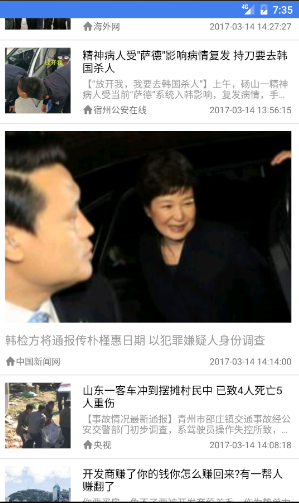 4G 7:35
海外网 2017-03-14 14:27:27
精神病人受"萨德"影响病情复发 持刀要去韩
国杀人
【"放开我，我要去韩国杀人"】上午，砀山一精神
病人受当前"萨德"系统入韩影响，复发病情，手...
宿州公安在线 2017-03-14 13:56:15
韩检方将通报传朴槿惠日期 以犯罪嫌疑人身份调查
中国新闻网 2017-03-14 14:14:00
山东一客车冲到摆摊村民中 已致4人死亡5
人重伤
【事故情况最新通报】青州市邵庄镇交通事故经公
安交警部门初步调查，系驾驶员操作失控所致，...
央视 2017-03-14 14:08:18
开发商赚了你的钱你怎么赚回来?有一帮人
赚翻了